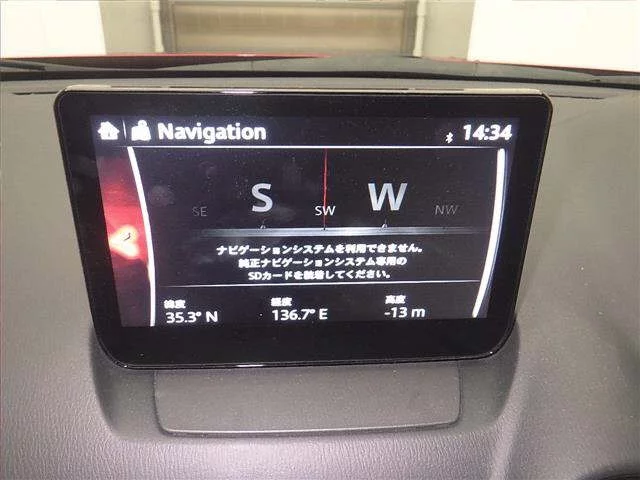 Navigation 14:34
SE S SW W NW
ナビゲーションシステムを利用できません。
純正ナビゲーションシステム専用の
SDカードを装着してください。
緯度 経度 高度
35.3° N 136.7° E -13 m